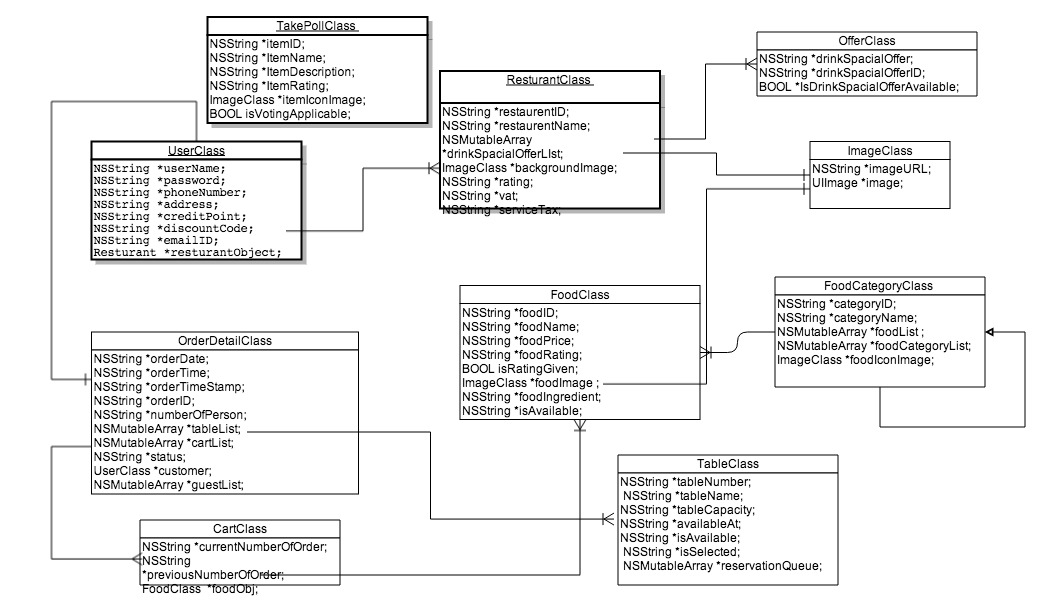 TakePollClass
NSString *itemID;
NSString *ItemName;
NSString *ItemDescription;
NSString *ItemRating;
ImageClass *itemIconImage;
BOOL isVotingApplicable;
ResturantClass
NSString *restaurentID;
NSString *restaurentName;
NSMutableArray
*drinkSpacialOfferLIst;
ImageClass *backgroundImage;
NSString *rating;
NSString *vat;
NSString *serviceTax;
OfferClass
NSString *drinkSpacialOffer;
NSString *drinkSpacialOfferID;
BOOL *IsDrinkSpacialOfferAvailable;
UserClass
NSString *userName;
NSString *password;
NSString *phoneNumber;
NSString *address;
NSString *creditPoint;
NSString *discountCode;
NSString *emailID;
Resturant *resturantObject;
ImageClass
NSString *imageURL;
UIImage *image;
FoodClass
NSString *foodID;
NSString *foodName;
NSString *foodPrice;
NSString *foodRating;
BOOL isRatingGiven;
ImageClass *foodImage ;
NSString *foodIngredient;
NSString *isAvailable;
FoodCategoryClass
NSString *categoryID;
NSString *categoryName;
NSMutableArray *foodList ;
NSMutableArray *foodCategoryList;
ImageClass *foodIconImage;
OrderDetailClass
NSString *orderDate;
NSString *orderTime;
NSString *orderTimeStamp;
NSString *orderID;
NSString *numberOfPerson;
NSMutableArray *tableList;
NSMutableArray *cartList;
NSString *status;
UserClass *customer;
NSMutableArray *guestList;
TableClass
NSString *tableNumber;
NSString *tableName;
NSString *tableCapacity;
NSString *availableAt;
NSString *isAvailable;
NSString *isSelected;
NSMutableArray *reservationQueue;
CartClass
NSString *currentNumberOfOrder;
NSString
*previousNumberOfOrder;
FoodClass *foodObj;